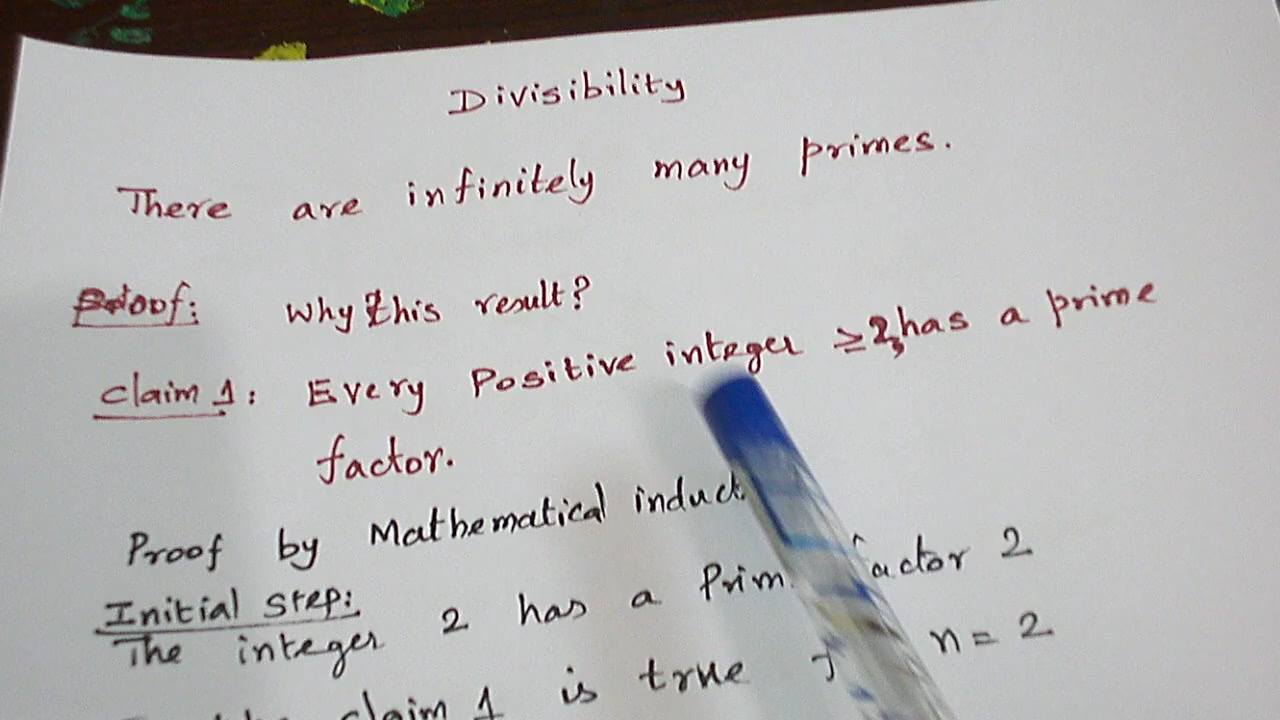 Divisibility
There are infinitely many primes.
Proof: Why this result?
Claim 1: Every Positive integer ≥2, has a prime
factor.
Proof by Mathematical induct
Initial step:
The integer 2 has a Prim factor 2
claim 1 is true n = 2